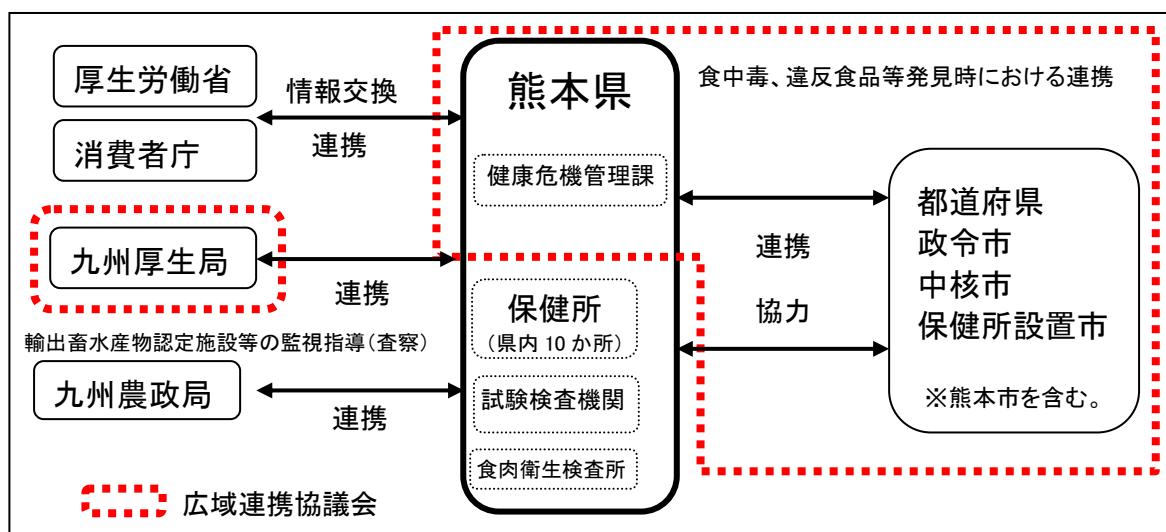 厚生労働省
消費者庁
情報交換
連携
九州厚生局
連携
輸出畜水産物認定施設等の監視指導(査察)
九州農政局
連携
広域連携協議会
熊本県
健康危機管理課
保健所
(県内 10 か所)
試験検査機関
食肉衛生検査所
食中毒、違反食品等発見時における連携
連携
協力
都道府県
政令市
中核市
保健所設置市
※熊本市を含む。